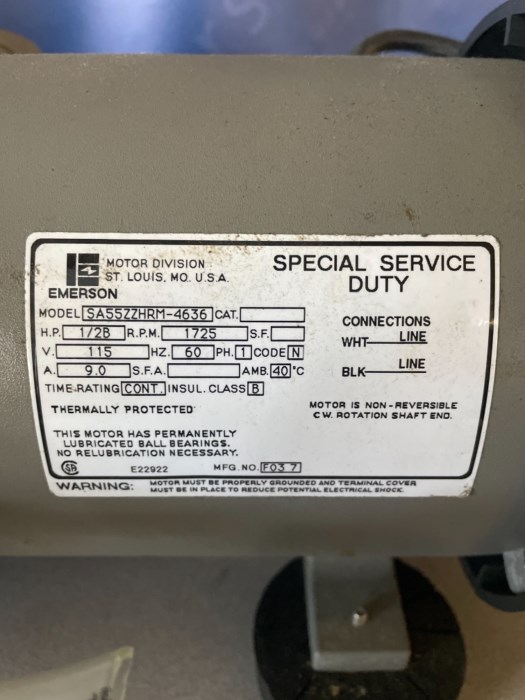 MOTOR DIVISION
ST. LOUIS, MO. U.S.A.
EMERSON
SPECIAL SERVICE
DUTY
MODEL SA55ZZHRM-4636 CAT.
H.P. 1/2B R.P.M. 1725 S.F.
V. 115 HZ. 60 PH. 1 CODE N
A. 9.0 S.F.A. AMB. 40 °C
TIME-RATING CONT. INSUL. CLASS B
THERMALLY PROTECTED
CONNECTIONS
WHT LINE
BLK LINE
MOTOR IS NON-REVERSIBLE
C.W. ROTATION SHAFT END.
THIS MOTOR HAS PERMANENTLY
LUBRICATED BALL BEARINGS.
NO RELUBRICATION NECESSARY.
E22922 MFG. NO. F03 7
WARNING: MOTOR MUST BE PROPERLY GROUNDED AND TERMINAL COVER
MUST BE IN PLACE TO REDUCE POTENTIAL ELECTRICAL SHOCK.